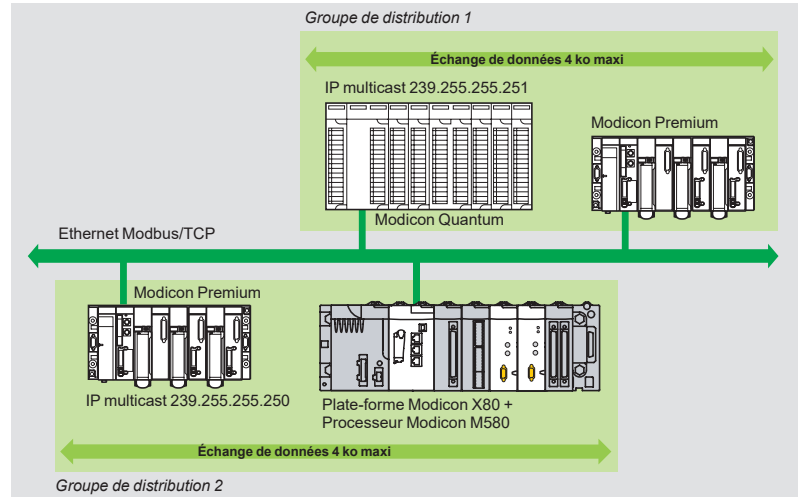 Groupe de distribution 1
Échange de données 4 ko maxi
IP multicast 239.255.255.251
Modicon Premium
Modicon Quantum
Ethernet Modbus/TCP
Modicon Premium
IP multicast 239.255.255.250
Plate-forme Modicon X80 +
Processeur Modicon M580
Échange de données 4 ko maxi
Groupe de distribution 2